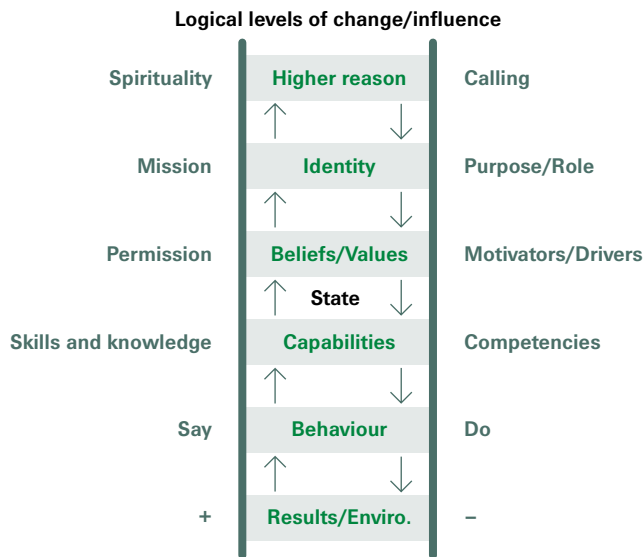 Logical levels of change/influence
Spirituality Higher reason Calling
Mission Identity Purpose/Role
Permission Beliefs/Values Motivators/Drivers
State
Skills and knowledge Capabilities Competencies
Say Behaviour Do
+ Results/Enviro. –